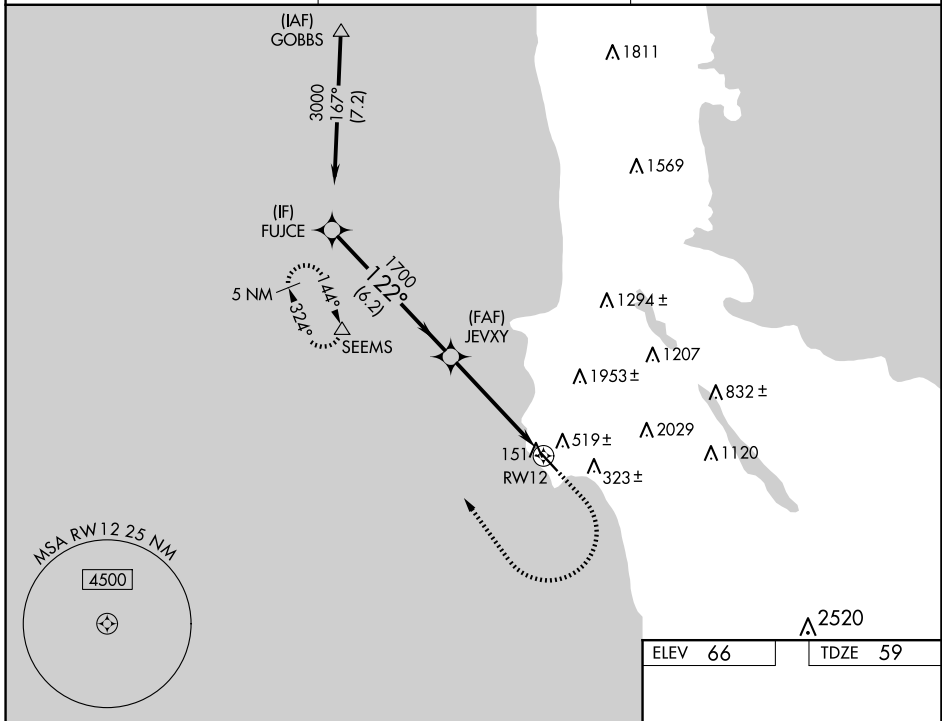 (IAF)
GOBBS
3000
167°
(7.2)
1811
1569
(IF)
FUJCE
1700
122°
(6.2)
5 NM
144°
324°
SEEMS
(FAF)
JEVXY
1294 ±
1207
1953 ±
832 ±
2029
1120
519 ±
151
RW12
323 ±
MSA RW 12 25 NM
4500
2520
ELEV 66
TDZE 59